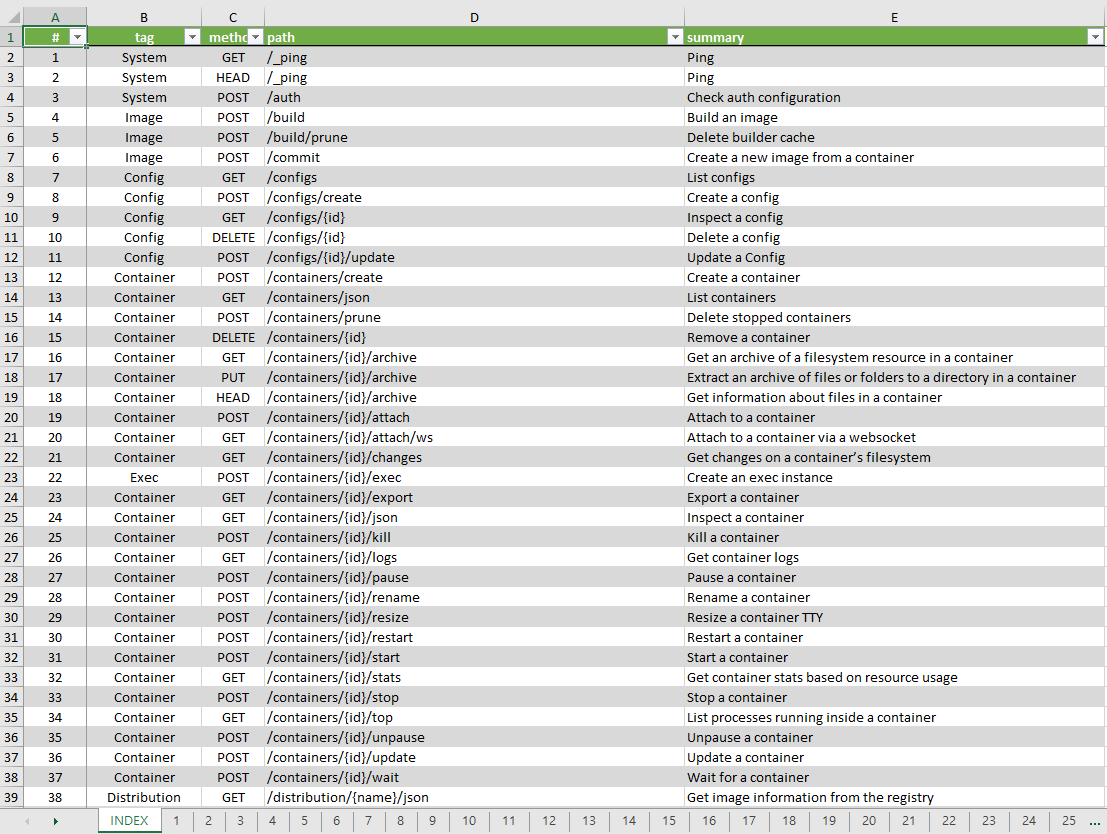 A B C D E
1 # tag metho path summary
2 1 System GET /_ping Ping
3 2 System HEAD /_ping Ping
4 3 System POST /auth Check auth configuration
5 4 Image POST /build Build an image
6 5 Image POST /build/prune Delete builder cache
7 6 Image POST /commit Create a new image from a container
8 7 Config GET /configs List configs
9 8 Config POST /configs/create Create a config
10 9 Config GET /configs/{id} Inspect a config
11 10 Config DELETE /configs/{id} Delete a config
12 11 Config POST /configs/{id}/update Update a Config
13 12 Container POST /containers/create Create a container
14 13 Container GET /containers/json List containers
15 14 Container POST /containers/prune Delete stopped containers
16 15 Container DELETE /containers/{id} Remove a container
17 16 Container GET /containers/{id}/archive Get an archive of a filesystem resource in a container
18 17 Container PUT /containers/{id}/archive Extract an archive of files or folders to a directory in a container
19 18 Container HEAD /containers/{id}/archive Get information about files in a container
20 19 Container POST /containers/{id}/attach Attach to a container
21 20 Container GET /containers/{id}/attach/ws Attach to a container via a websocket
22 21 Container GET /containers/{id}/changes Get changes on a container’s filesystem
23 22 Exec POST /containers/{id}/exec Create an exec instance
24 23 Container GET /containers/{id}/export Export a container
25 24 Container GET /containers/{id}/json Inspect a container
26 25 Container POST /containers/{id}/kill Kill a container
27 26 Container GET /containers/{id}/logs Get container logs
28 27 Container POST /containers/{id}/pause Pause a container
29 28 Container POST /containers/{id}/rename Rename a container
30 29 Container POST /containers/{id}/resize Resize a container TTY
31 30 Container POST /containers/{id}/restart Restart a container
32 31 Container POST /containers/{id}/start Start a container
33 32 Container GET /containers/{id}/stats Get container stats based on resource usage
34 33 Container POST /containers/{id}/stop Stop a container
35 34 Container GET /containers/{id}/top List processes running inside a container
36 35 Container POST /containers/{id}/unpause Unpause a container
37 36 Container POST /containers/{id}/update Update a container
38 37 Container POST /containers/{id}/wait Wait for a container
39 38 Distribution GET /distribution/{name}/json Get image information from the registry
INDEX 1 2 3 4 5 6 7 8 9 10 11 12 13 14 15 16 17 18 19 20 21 22 23 24 25 ...